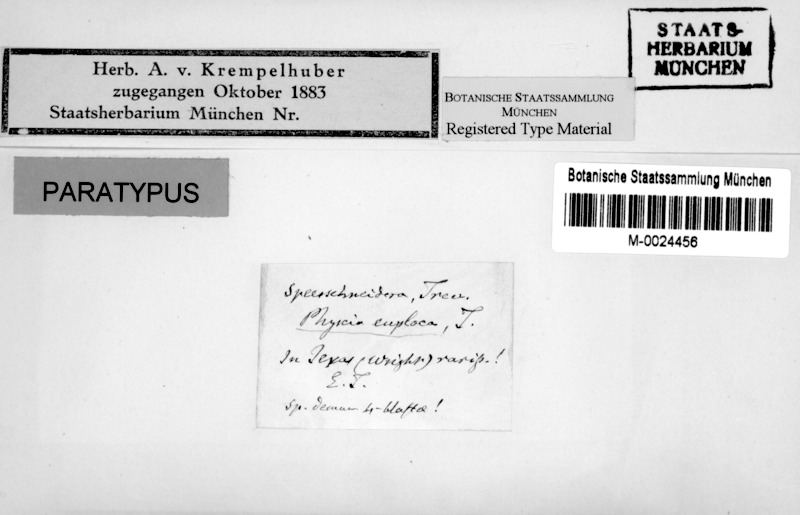 STAATS-
HERBARIUM
MÜNCHEN
Herb. A. v. Krempelhuber
zugegangen Oktober 1883
Staatsherbarium München Nr.
BOTANISCHE STAATSSAMMLUNG
MÜNCHEN
Registered Type Material
PARATYPUS
Botanische Staatssammlung München
M-0024456
Speerschneidera, Trev.
Physcia euploca, T.
In Texas (Wright) rariss.!
E. T.
Sp. demum 4-blastæ!